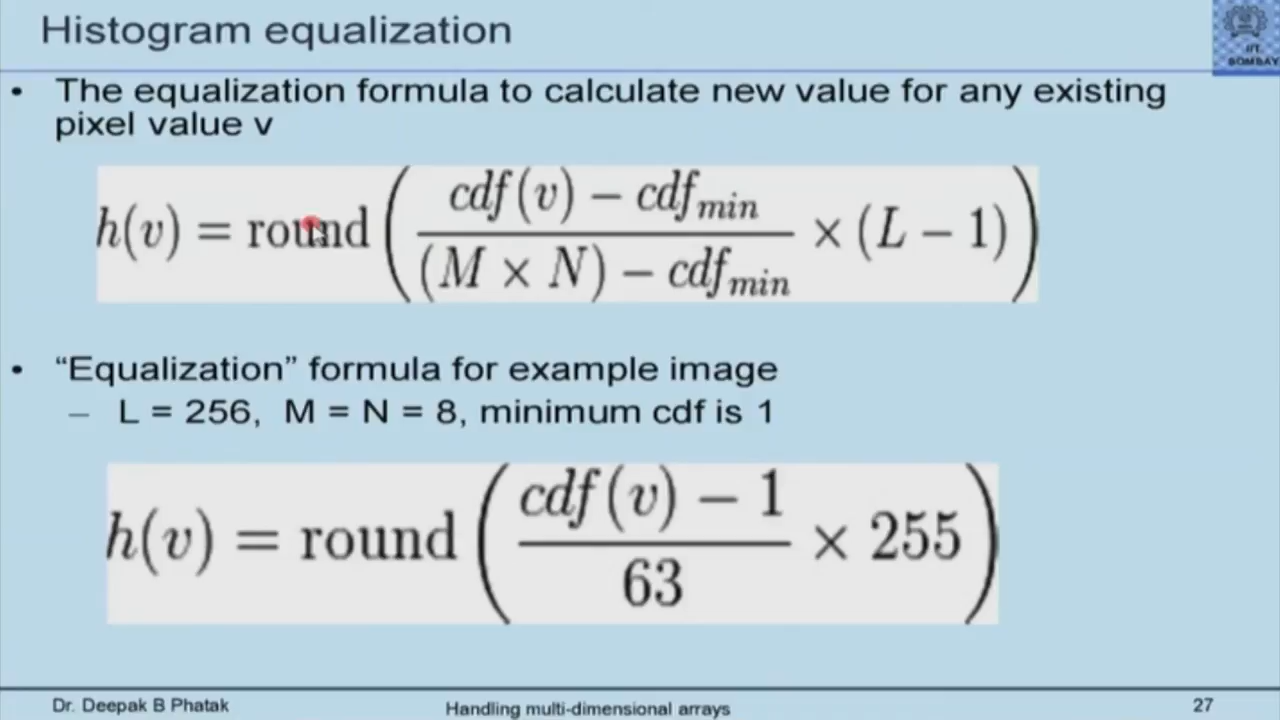 Histogram equalization
IIT
BOMBAY
• The equalization formula to calculate new value for any existing
pixel value v
h(v) = round ( (cdf(v) − cdf_min) / ((M × N) − cdf_min) × (L − 1) )
• “Equalization” formula for example image
– L = 256, M = N = 8, minimum cdf is 1
h(v) = round ( (cdf(v) − 1) / 63 × 255 )
Dr. Deepak B Phatak
Handling multi-dimensional arrays
27